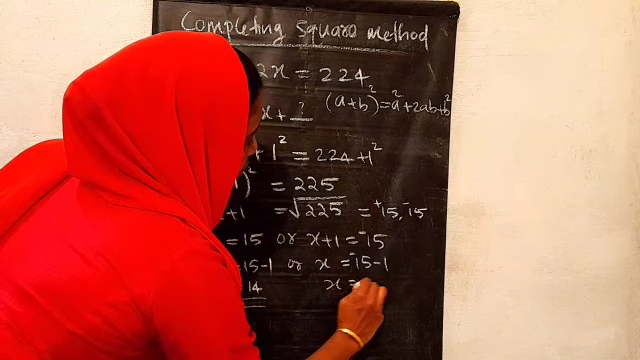 Completing Square Method
2x = 224
x + ? (a+b)² = a² + 2ab + b²
+ 1² = 224 + 1²
)² = 225
+1 = √225 = +15, -15
= 15 or x+1 = -15
= 15-1 or x = -15-1
14 x =